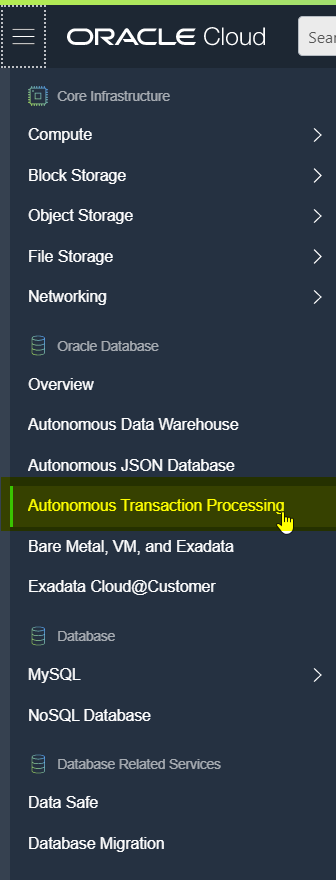 ORACLE Cloud
Sear
Core Infrastructure
Compute
Block Storage
Object Storage
File Storage
Networking
Oracle Database
Overview
Autonomous Data Warehouse
Autonomous JSON Database
Autonomous Transaction Processing
Bare Metal, VM, and Exadata
Exadata Cloud@Customer
Database
MySQL
NoSQL Database
Database Related Services
Data Safe
Database Migration